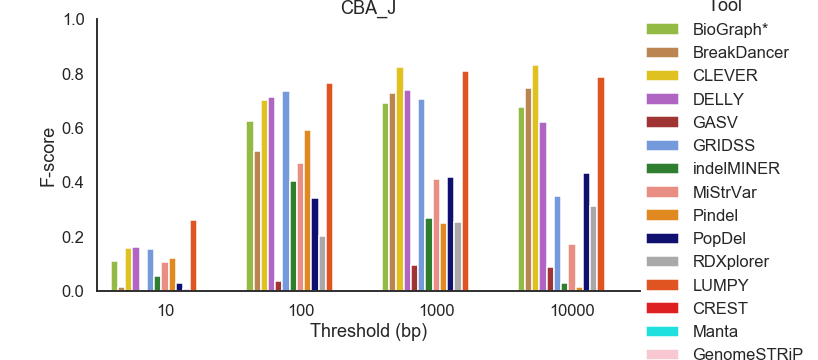 CBA_J
Tool
1.0
0.8
0.6
0.4
0.2
0.0
F-score
10
100
1000
10000
Threshold (bp)
BioGraph*
BreakDancer
CLEVER
DELLY
GASV
GRIDSS
indelMINER
MiStrVar
Pindel
PopDel
RDXplorer
LUMPY
CREST
Manta
GenomeSTRiP